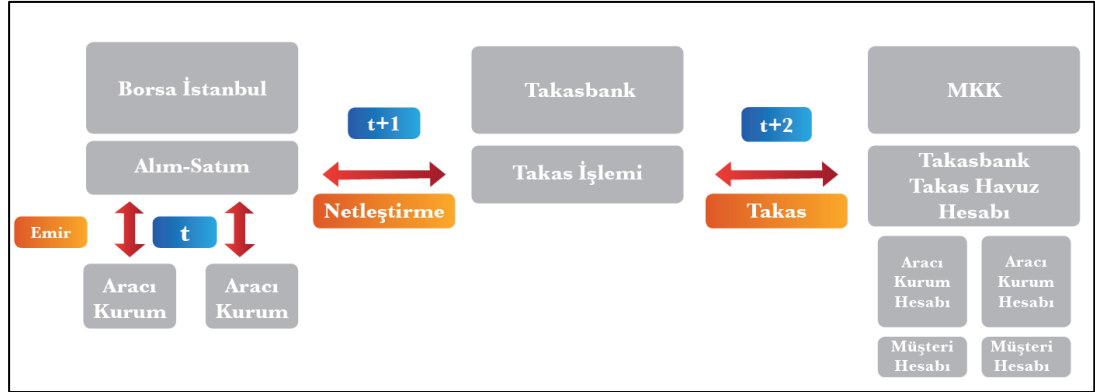 Borsa İstanbul
Alım-Satım
Emir
t
Aracı
Kurum
Aracı
Kurum
t+1
Netleştirme
Takasbank
Takas İşlemi
t+2
Takas
MKK
Takasbank
Takas Havuz
Hesabı
Aracı
Kurum
Hesabı
Aracı
Kurum
Hesabı
Müşteri
Hesabı
Müşteri
Hesabı